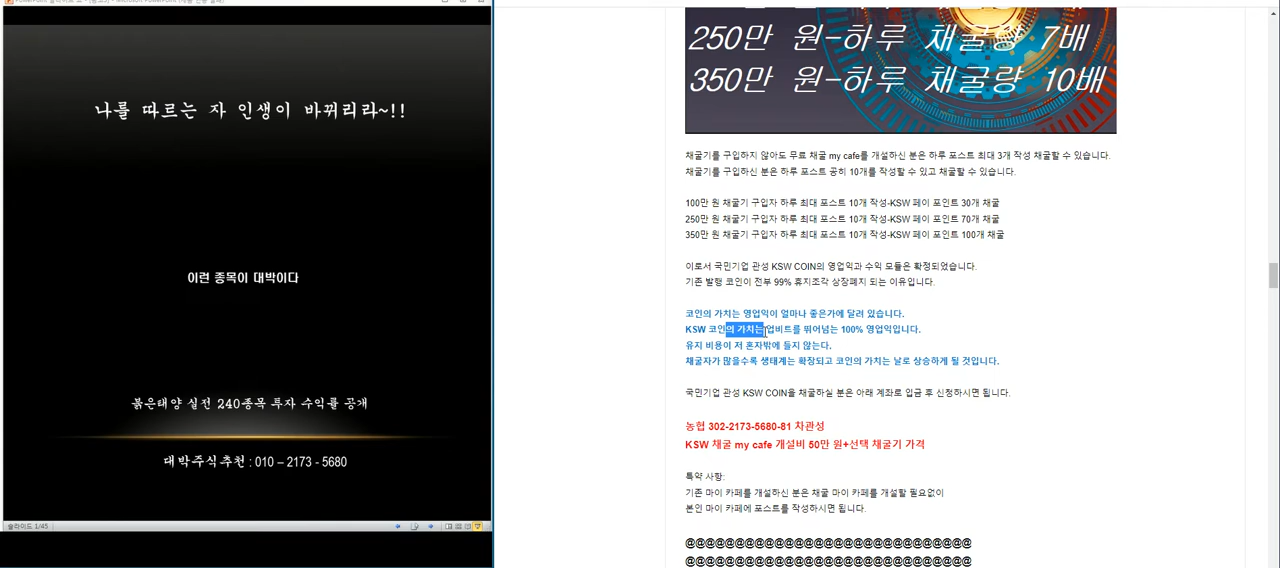 나를 따르는 자 인생이 바뀌리라~!!
이런 종목이 대박이다
붉은태양 실전 240종목 투자 수익률 공개
대박주식추천 : 010 – 2173 - 5680
슬라이드 1/45
250만 원-하루 채굴량 7배
350만 원-하루 채굴량 10배
채굴기를 구입하지 않아도 무료 채굴 my cafe를 개설하신 분은 하루 포스트 최대 3개 작성 채굴할 수 있습니다.
채굴기를 구입하신 분은 하루 포스트 공히 10개를 작성할 수 있고 채굴할 수 있습니다.
100만 원 채굴기 구입자 하루 최대 포스트 10개 작성-KSW 페이 포인트 30개 채굴
250만 원 채굴기 구입자 하루 최대 포스트 10개 작성-KSW 페이 포인트 70개 채굴
350만 원 채굴기 구입자 하루 최대 포스트 10개 작성-KSW 페이 포인트 100개 채굴
이로서 국민기업 관성 KSW COIN의 영업익과 수익 모듈은 확정되었습니다.
기존 발행 코인이 전부 99% 휴지조각 상장폐지 되는 이유입니다.
코인의 가치는 영업익이 얼마나 좋은가에 달려 있습니다.
KSW 코인의 가치는 업비트를 뛰어넘는 100% 영업익입니다.
유지 비용이 저 혼자밖에 들지 않는다.
채굴자가 많을수록 생태계는 확장되고 코인의 가치는 날로 상승하게 될 것입니다.
국민기업 관성 KSW COIN을 채굴하실 분은 아래 계좌로 입금 후 신청하시면 됩니다.
농협 302-2173-5680-81 차관성
KSW 채굴 my cafe 개설비 50만 원+선택 채굴기 가격
특약 사항:
기존 마이 카페를 개설하신 분은 채굴 마이 카페를 개설할 필요없이
본인 마이 카페에 포스트를 작성하시면 됩니다.
@@@@@@@@@@@@@@@@@@@@@@@@@@@@@
@@@@@@@@@@@@@@@@@@@@@@@@@@@@@